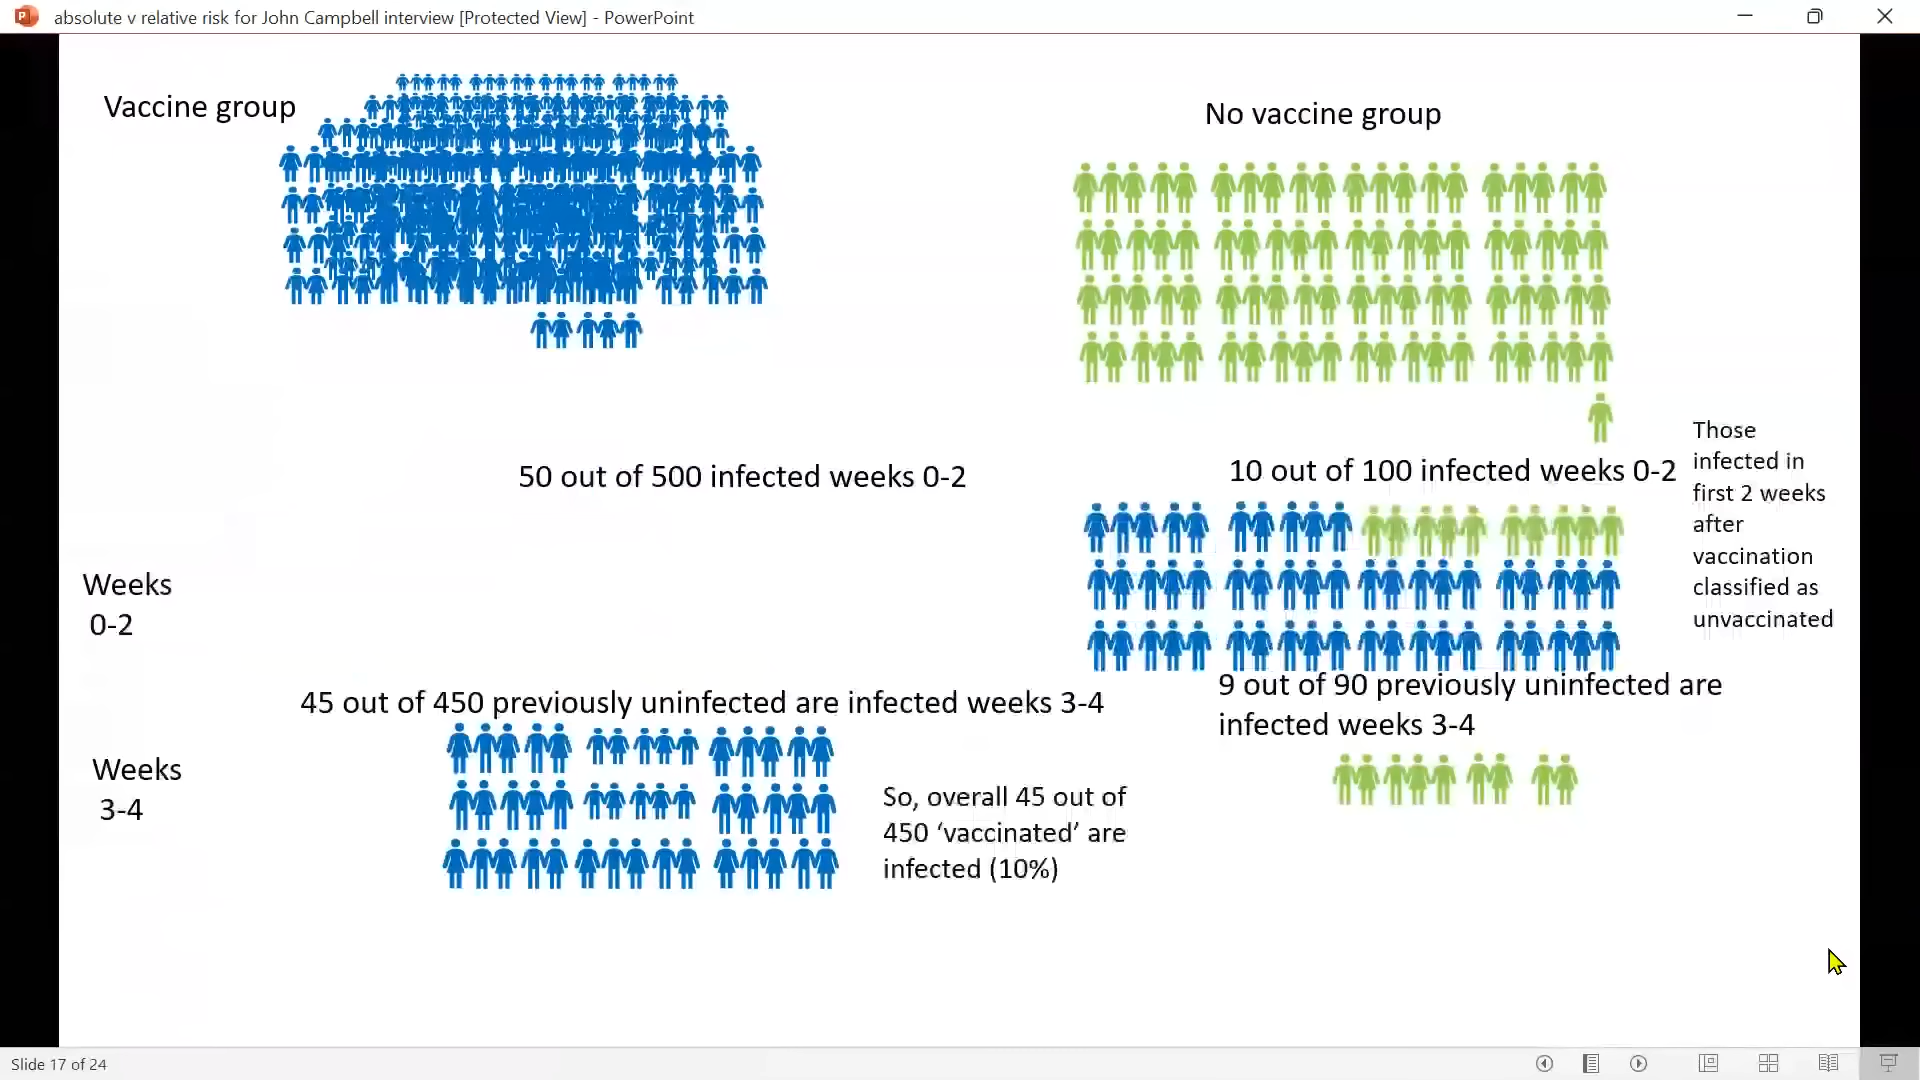 absolute v relative risk for John Campbell interview [Protected View] - PowerPoint
Vaccine group
No vaccine group
50 out of 500 infected weeks 0-2
10 out of 100 infected weeks 0-2
Those
infected in
first 2 weeks
after
vaccination
classified as
unvaccinated
Weeks
0-2
45 out of 450 previously uninfected are infected weeks 3-4
9 out of 90 previously uninfected are
infected weeks 3-4
Weeks
3-4
So, overall 45 out of
450 ‘vaccinated’ are
infected (10%)
Slide 17 of 24